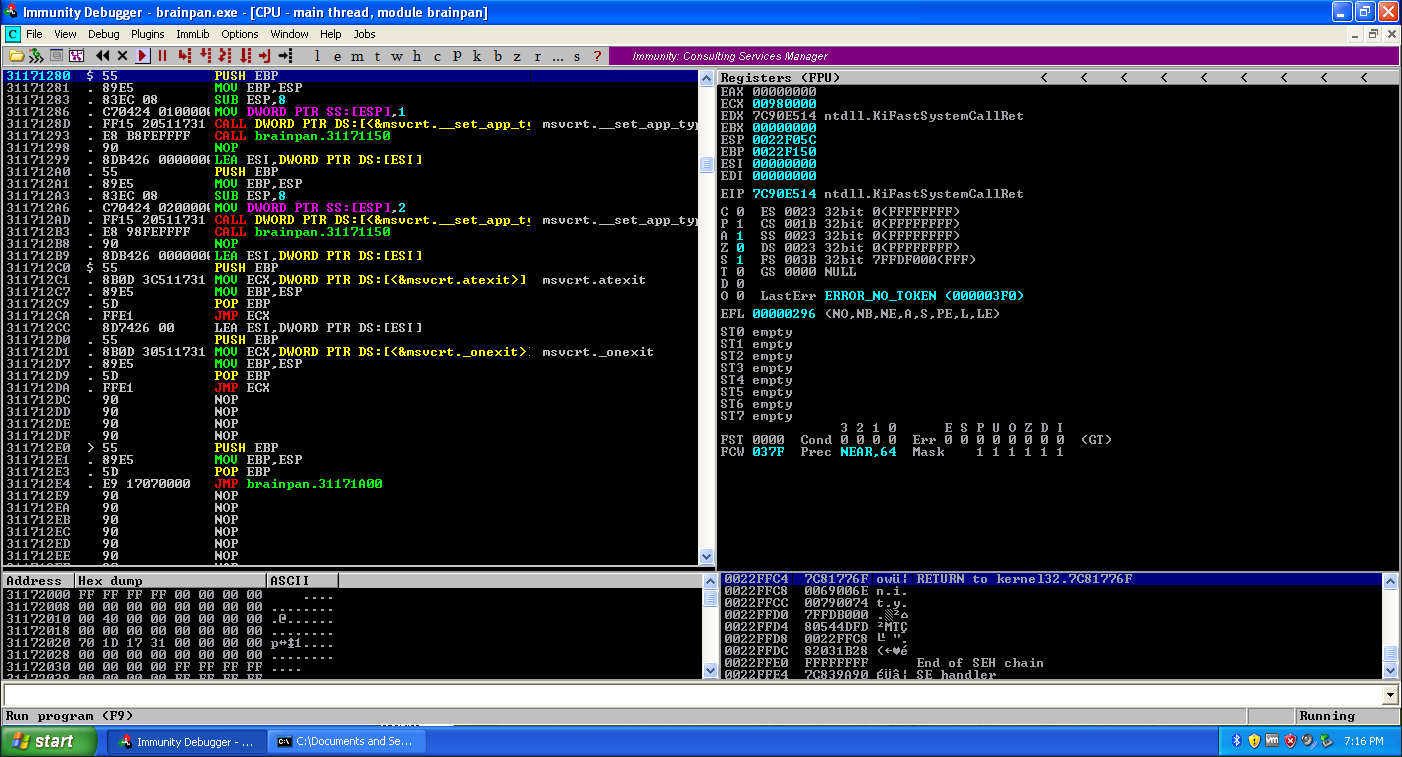 Immunity Debugger - brainpan.exe - [CPU - main thread, module brainpan]
C File View Debug Plugins ImmLib Options Window Help Jobs
l e m t w h c P k b z r ... s ? Immunity: Consulting Services Manager
31171280 $ 55 PUSH EBP
31171281 . 89E5 MOV EBP,ESP
31171283 . 83EC 08 SUB ESP,8
31171286 . C70424 01000000 MOV DWORD PTR SS:[ESP],1
3117128D . FF15 20511731 CALL DWORD PTR DS:[<&msvcrt.__set_app_ty msvcrt.__set_app_typ
31171293 . E8 B8FEFFFF CALL brainpan.31171150
31171298 . 90 NOP
31171299 . 8DB426 0000000 LEA ESI,DWORD PTR DS:[ESI]
311712A0 . 55 PUSH EBP
311712A1 . 89E5 MOV EBP,ESP
311712A3 . 83EC 08 SUB ESP,8
311712A6 . C70424 02000000 MOV DWORD PTR SS:[ESP],2
311712AD . FF15 20511731 CALL DWORD PTR DS:[<&msvcrt.__set_app_ty msvcrt.__set_app_typ
311712B3 . E8 98FEFFFF CALL brainpan.31171150
311712B8 . 90 NOP
311712B9 . 8DB426 0000000 LEA ESI,DWORD PTR DS:[ESI]
311712C0 $ 55 PUSH EBP
311712C1 . 8B0D 3C511731 MOV ECX,DWORD PTR DS:[<&msvcrt.atexit>] msvcrt.atexit
311712C7 . 89E5 MOV EBP,ESP
311712C9 . 5D POP EBP
311712CA . FFE1 JMP ECX
311712CC 8D7426 00 LEA ESI,DWORD PTR DS:[ESI]
311712D0 . 55 PUSH EBP
311712D1 . 8B0D 30511731 MOV ECX,DWORD PTR DS:[<&msvcrt._onexit>] msvcrt._onexit
311712D7 . 89E5 MOV EBP,ESP
311712D9 . 5D POP EBP
311712DA . FFE1 JMP ECX
311712DC 90 NOP
311712DD 90 NOP
311712DE 90 NOP
311712DF 90 NOP
311712E0 > 55 PUSH EBP
311712E1 . 89E5 MOV EBP,ESP
311712E3 . 5D POP EBP
311712E4 . E9 17070000 JMP brainpan.31171A00
311712E9 90 NOP
311712EA 90 NOP
311712EB 90 NOP
311712EC 90 NOP
311712ED 90 NOP
311712EE 90 NOP
Registers (FPU) < < < < < < < < <
EAX 00000000
ECX 00980000
EDX 7C90E514 ntdll.KiFastSystemCallRet
EBX 00000000
ESP 0022F05C
EBP 0022F150
ESI 00000000
EDI 00000000
EIP 7C90E514 ntdll.KiFastSystemCallRet
C 0 ES 0023 32bit 0(FFFFFFFF)
P 1 CS 001B 32bit 0(FFFFFFFF)
A 1 SS 0023 32bit 0(FFFFFFFF)
Z 0 DS 0023 32bit 0(FFFFFFFF)
S 1 FS 003B 32bit 7FFDF000(FFF)
T 0 GS 0000 NULL
D 0
O 0 LastErr ERROR_NO_TOKEN (000003F0)
EFL 00000296 (NO,NB,NE,A,S,PE,L,LE)
ST0 empty
ST1 empty
ST2 empty
ST3 empty
ST4 empty
ST5 empty
ST6 empty
ST7 empty
3 2 1 0 E S P U O Z D I
FST 0000 Cond 0 0 0 0 Err 0 0 0 0 0 0 0 0 (GT)
FCW 037F Prec NEAR,64 Mask 1 1 1 1 1 1
Address Hex dump ASCII
31172000 FF FF FF FF 00 00 00 00 ....
31172008 00 00 00 00 00 00 00 00 ........
31172010 00 40 00 00 00 00 00 00 .@......
31172018 00 00 00 00 00 00 00 00 ........
31172020 70 1D 17 31 00 00 00 00 p↔↨1....
31172028 00 00 00 00 00 00 00 00 ........
31172030 00 00 00 00 FF FF FF FF ....
31172038 00 00 00 00 FF FF FF FF
0022FFC4 7C81776F owü¦ RETURN to kernel32.7C81776F
0022FFC8 0069006E n.i.
0022FFCC 00790074 t.y.
0022FFD0 7FFDB000 .░²⌂
0022FFD4 80544DFD ²MTÇ
0022FFD8 0022FFC8 ╚ ".
0022FFDC 82031B28 (←♥é
0022FFE0 FFFFFFFF End of SEH chain
0022FFE4 7C839A90 ÉÜâ¦ SE handler
Run program (F9) Running
start Immunity Debugger - ... C:\Documents and Se... 7:16 PM